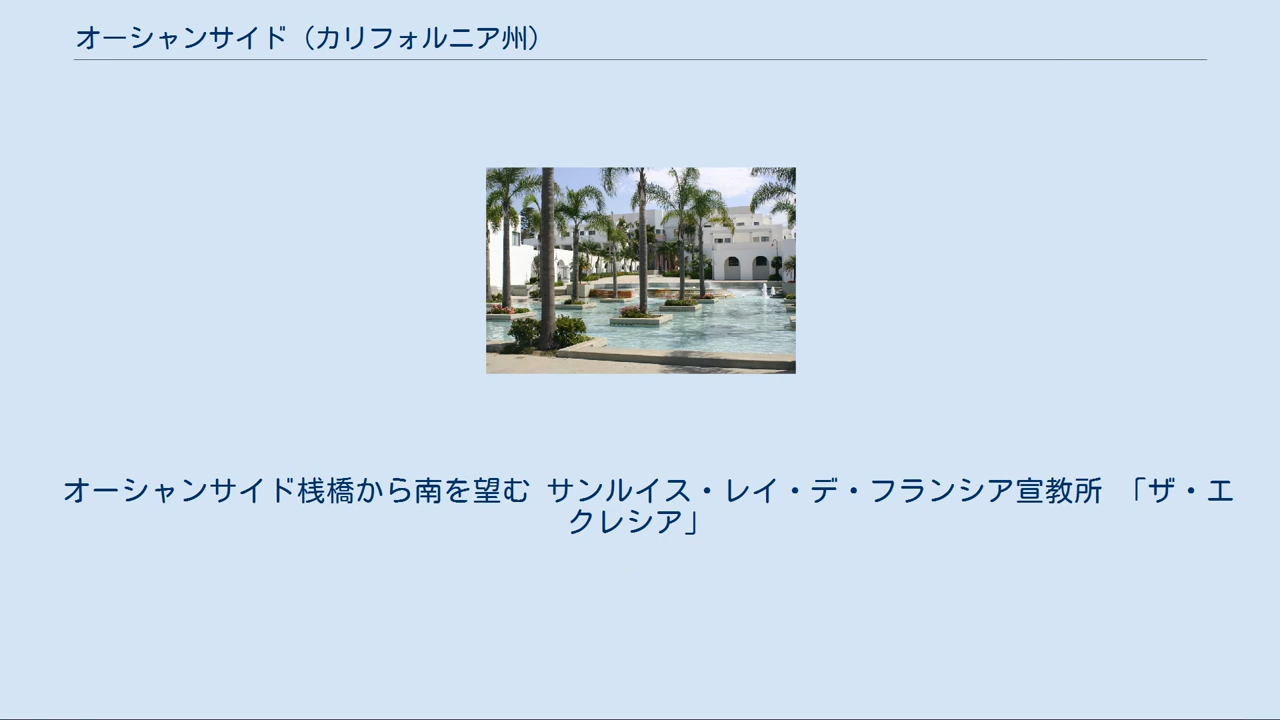 オーシャンサイド（カリフォルニア州）
オーシャンサイド桟橋から南を望む サンルイス・レイ・デ・フランシア宣教所 「ザ・エ
クレシア」